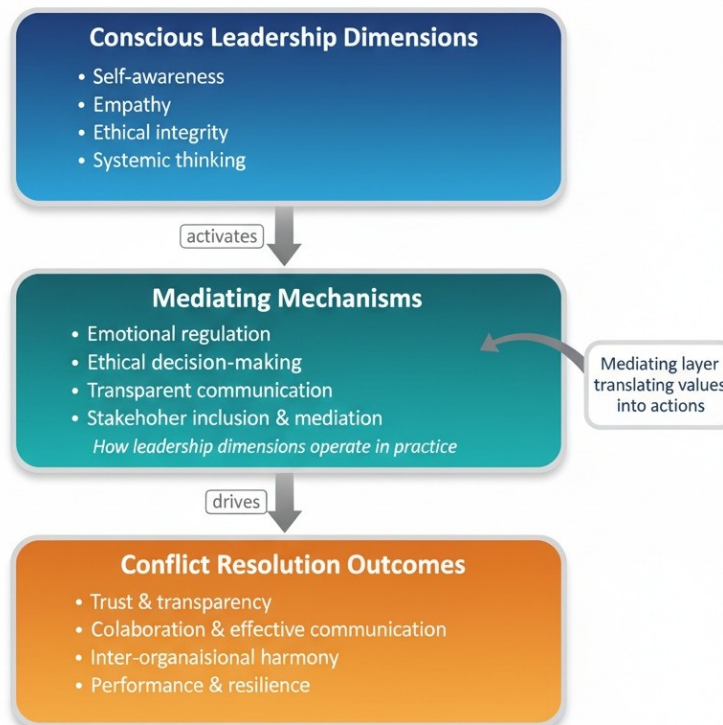 Conscious Leadership Dimensions
• Self-awareness
• Empathy
• Ethical integrity
• Systemic thinking
activates
Mediating Mechanisms
• Emotional regulation
• Ethical decision-making
• Transparent communication
• Stakehoher inclusion & mediation
How leadership dimensions operate in practice
Mediating layer
translating values
into actions
drives
Conflict Resolution Outcomes
• Trust & transparency
• Colaboration & effective communication
• Inter-organaisional harmony
• Performance & resilience